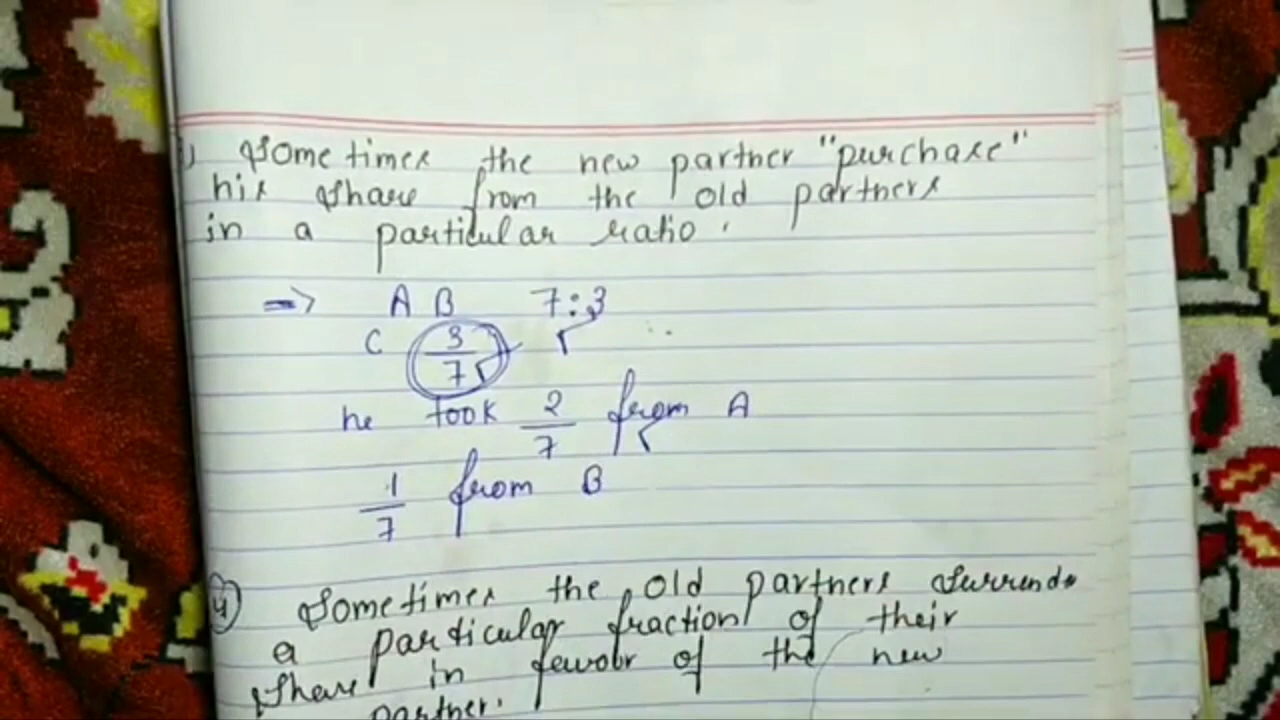 ) Sometimes the new partner "purchase"
his share from the old partners
in a particular ratio.
=> A B 7:3
C 3/7
he took 2/7 from A
1/7 from B
4) Sometimes the old partners
a particular fraction of their
share in fewobr of the new
partner.